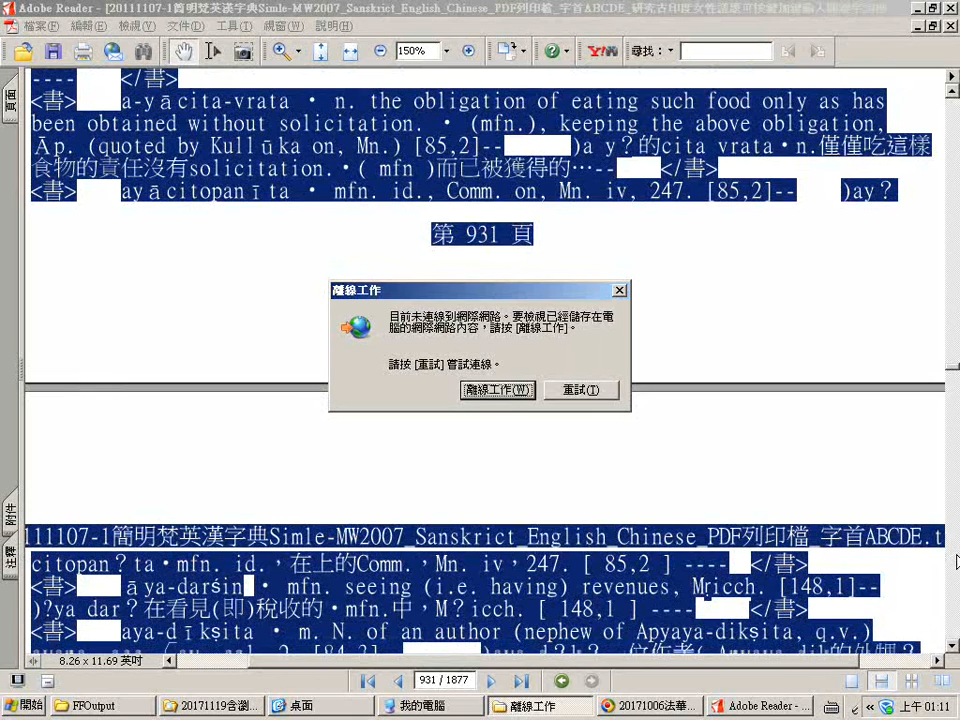 Adobe Reader - [20111107-1簡明梵英漢字典Simle-MW2007_Sanskrict_English_Chinese_PDF列印檔_字首ABCDE_研究古印度女性
檔案(F) 編輯(E) 檢視(V) 文件(D) 工具(T) 視窗(W) 說明(H)
150% 尋找：
頁面
---- </書>
<書> a-yācita-vrata · n. the obligation of eating such food only as has
been obtained without solicitation. · (mfn.), keeping the above obligation,
Āp. (quoted by Kullūka on, Mn.) [85,2]-- )a y？的cita vrata·n.僅僅吃這樣
食物的責任沒有solicitation.·( mfn )而已被獲得的…-- </書>
<書> ayācitopanīta · mfn. id., Comm. on, Mn. iv, 247. [85,2]-- )ay？
第 931 頁
離線工作
目前未連線到網際網路。要檢視已經儲存在電
腦的網際網路內容，請按 [離線工作]。
請按 [重試] 嘗試連線。
離線工作(W) 重試(T)
附件
注釋
111107-1簡明梵英漢字典Simle-MW2007_Sanskrict_English_Chinese_PDF列印檔_字首ABCDE.t
citopan？ta·mfn. id.，在上的Comm.，Mn. iv，247. [ 85,2 ] ---- </書>
<書> āya-darśin · mfn. seeing (i.e. having) revenues, Mṛicch. [148,1]--
)?ya dar？在看見(即)稅收的·mfn.中，M？icch. [ 148,1 ] ---- </書>
<書> aya-dīkṣita · m. N. of an author (nephew of Apyaya-dikṣita, q.v.)
8.26 x 11.69 英吋
931 / 1877
開始 FFOutput 20171119含瀏... 桌面 我的電腦 離線工作 20171006法華... Adobe Reader - ... 上午 01:11